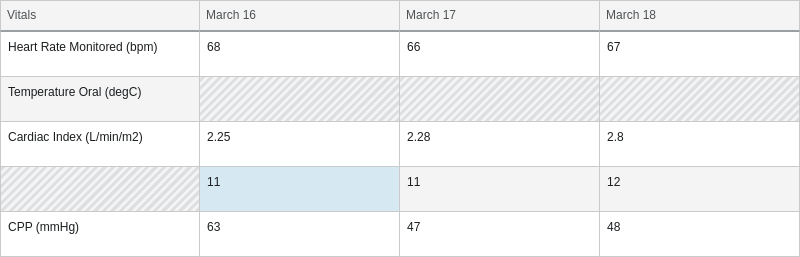 Vitals March 16 March 17 March 18
Heart Rate Monitored (bpm) 68 66 67
Temperature Oral (degC)
Cardiac Index (L/min/m2) 2.25 2.28 2.8
11 11 12
CPP (mmHg) 63 47 48